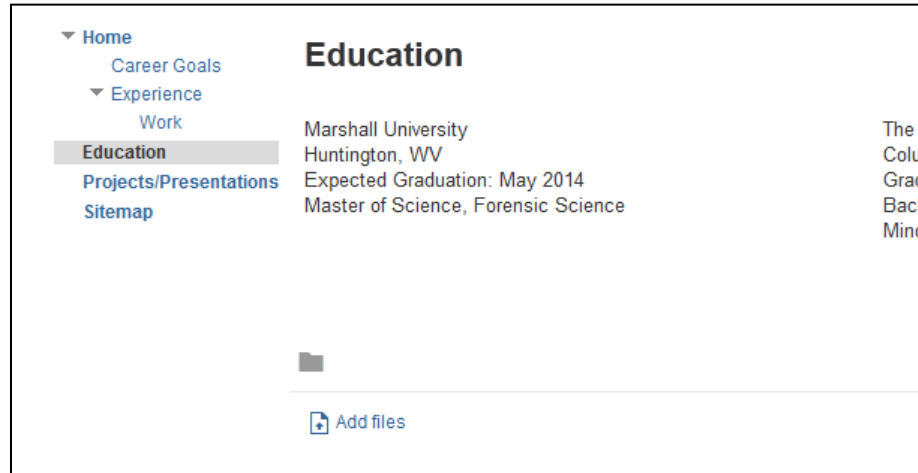 Home
Career Goals
Experience
Work
Education
Projects/Presentations
Sitemap
Education
Marshall University
Huntington, WV
Expected Graduation: May 2014
Master of Science, Forensic Science
The
Add files